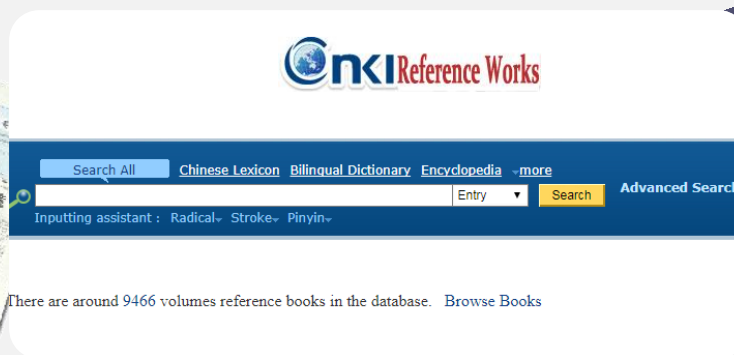 Cnki Reference Works
Search All Chinese Lexicon Bilingual Dictionary Encyclopedia more
Entry Search Advanced Search
Inputting assistant : Radical Stroke Pinyin
There are around 9466 volumes reference books in the database. Browse Books